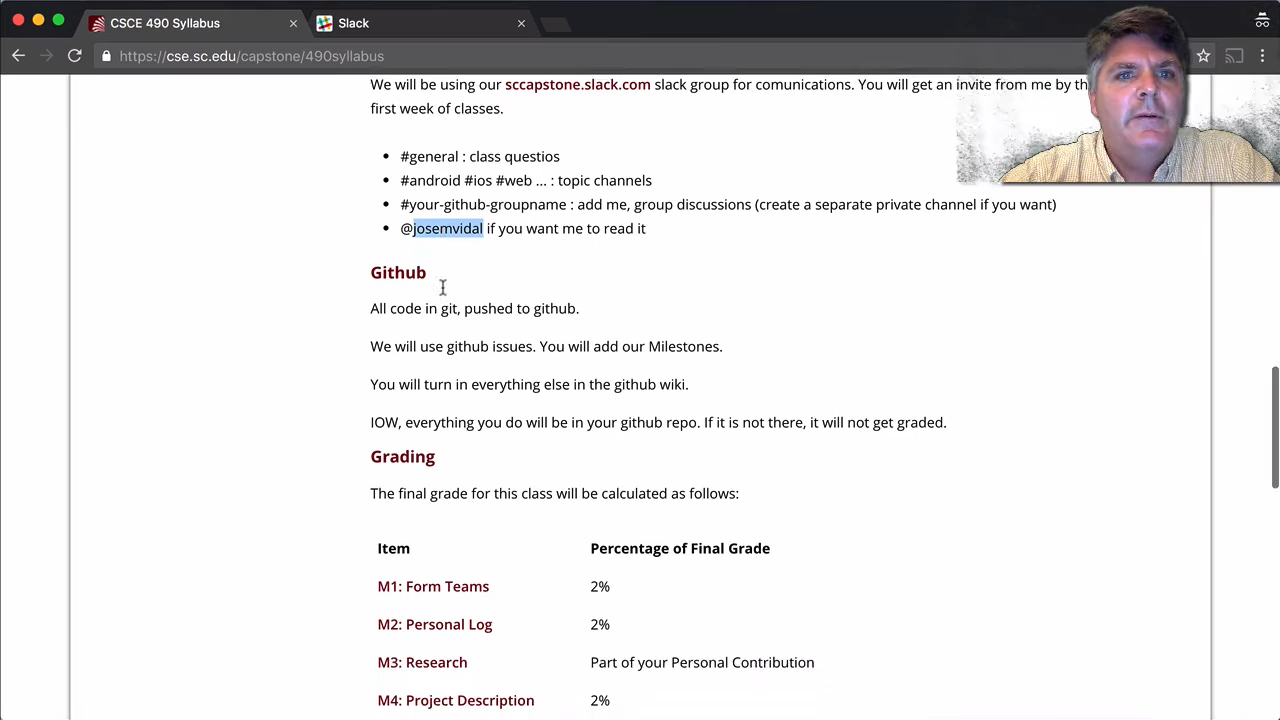 CSCE 490 Syllabus
Slack
https://cse.sc.edu/capstone/490syllabus
We will be using our sccapstone.slack.com slack group for comunications. You will get an invite from me by th
first week of classes.
• #general : class questios
• #android #ios #web ... : topic channels
• #your-github-groupname : add me, group discussions (create a separate private channel if you want)
• @josemvidal if you want me to read it
Github
All code in git, pushed to github.
We will use github issues. You will add our Milestones.
You will turn in everything else in the github wiki.
IOW, everything you do will be in your github repo. If it is not there, it will not get graded.
Grading
The final grade for this class will be calculated as follows:
Item Percentage of Final Grade
M1: Form Teams 2%
M2: Personal Log 2%
M3: Research Part of your Personal Contribution
M4: Project Description 2%